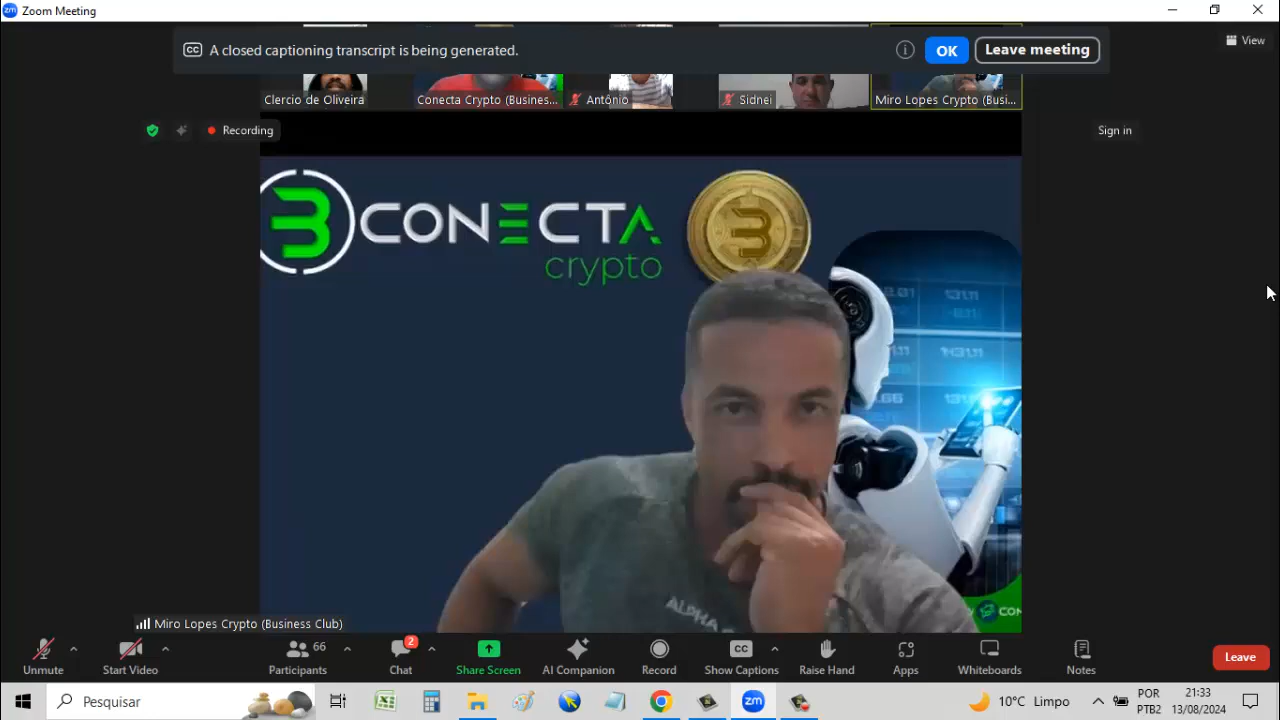 Zoom Meeting
A closed captioning transcript is being generated.
OK
Leave meeting
View
Clercio de Oliveira
Conecta Crypto (Busines...
Antônio
Sidnei
Miro Lopes Crypto (Busi...
Recording
Sign in
CONECTA
crypto
ALPHA
Miro Lopes Crypto (Business Club)
Unmute
Start Video
Participants
66
Chat
2
Share Screen
AI Companion
Record
CC
Show Captions
Raise Hand
Apps
Whiteboards
Notes
Leave
Pesquisar
zm
10°C Limpo
POR
PTB2
21:33
13/08/2024